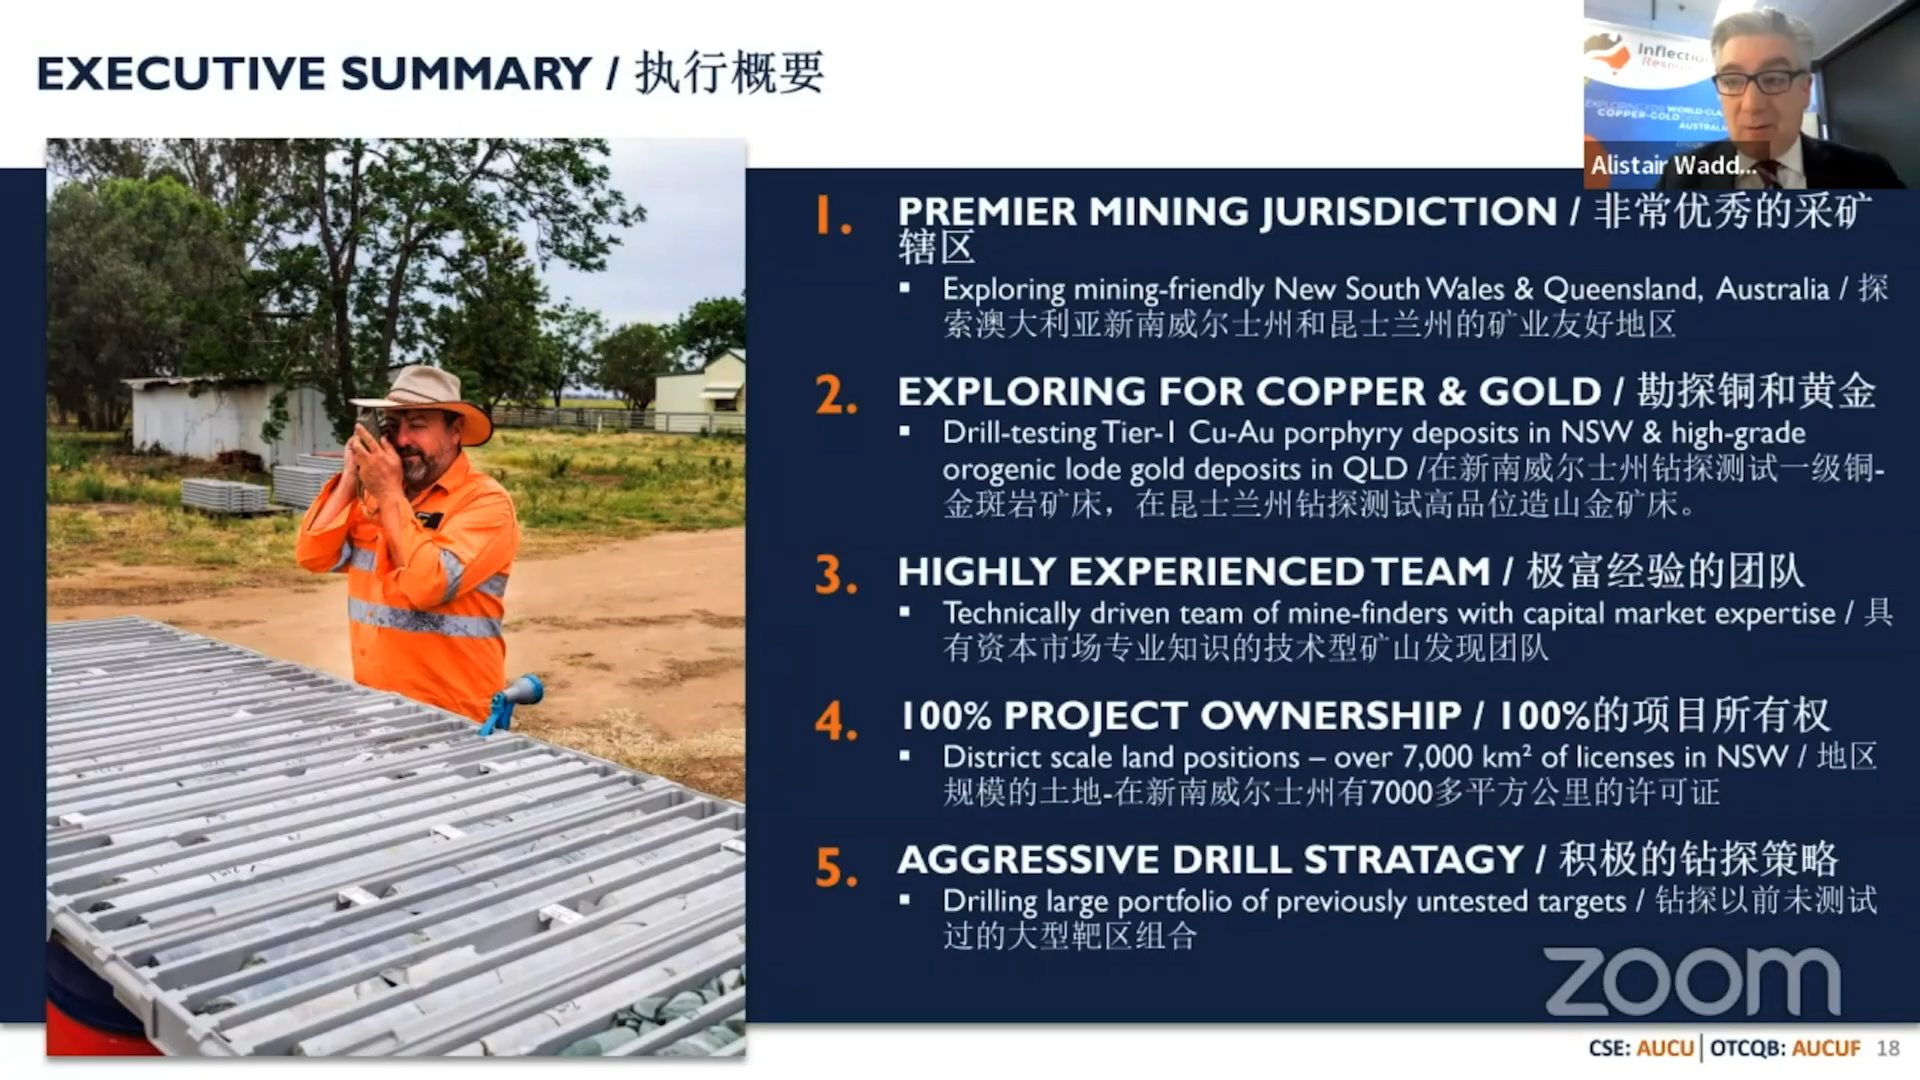 EXECUTIVE SUMMARY / 执行概要
Inflectio
Reso
WORLD-CLA
COPPER-GOLD
AUSTRALI
Alistair Wadd...
1. PREMIER MINING JURISDICTION / 非常优秀的采矿
辖区
▪ Exploring mining-friendly New South Wales & Queensland, Australia / 探
索澳大利亚新南威尔士州和昆士兰州的矿业友好地区
2. EXPLORING FOR COPPER & GOLD / 勘探铜和黄金
▪ Drill-testing Tier-1 Cu-Au porphyry deposits in NSW & high-grade
orogenic lode gold deposits in QLD /在新南威尔士州钻探测试一级铜-
金斑岩矿床，在昆士兰州钻探测试高品位造山金矿床。
3. HIGHLY EXPERIENCED TEAM / 极富经验的团队
▪ Technically driven team of mine-finders with capital market expertise / 具
有资本市场专业知识的技术型矿山发现团队
4. 100% PROJECT OWNERSHIP / 100%的项目所有权
▪ District scale land positions – over 7,000 km² of licenses in NSW / 地区
规模的土地-在新南威尔士州有7000多平方公里的许可证
5. AGGRESSIVE DRILL STRATAGY / 积极的钻探策略
▪ Drilling large portfolio of previously untested targets / 钻探以前未测试
过的大型靶区组合
zoom
CSE: AUCU | OTCQB: AUCUF 18